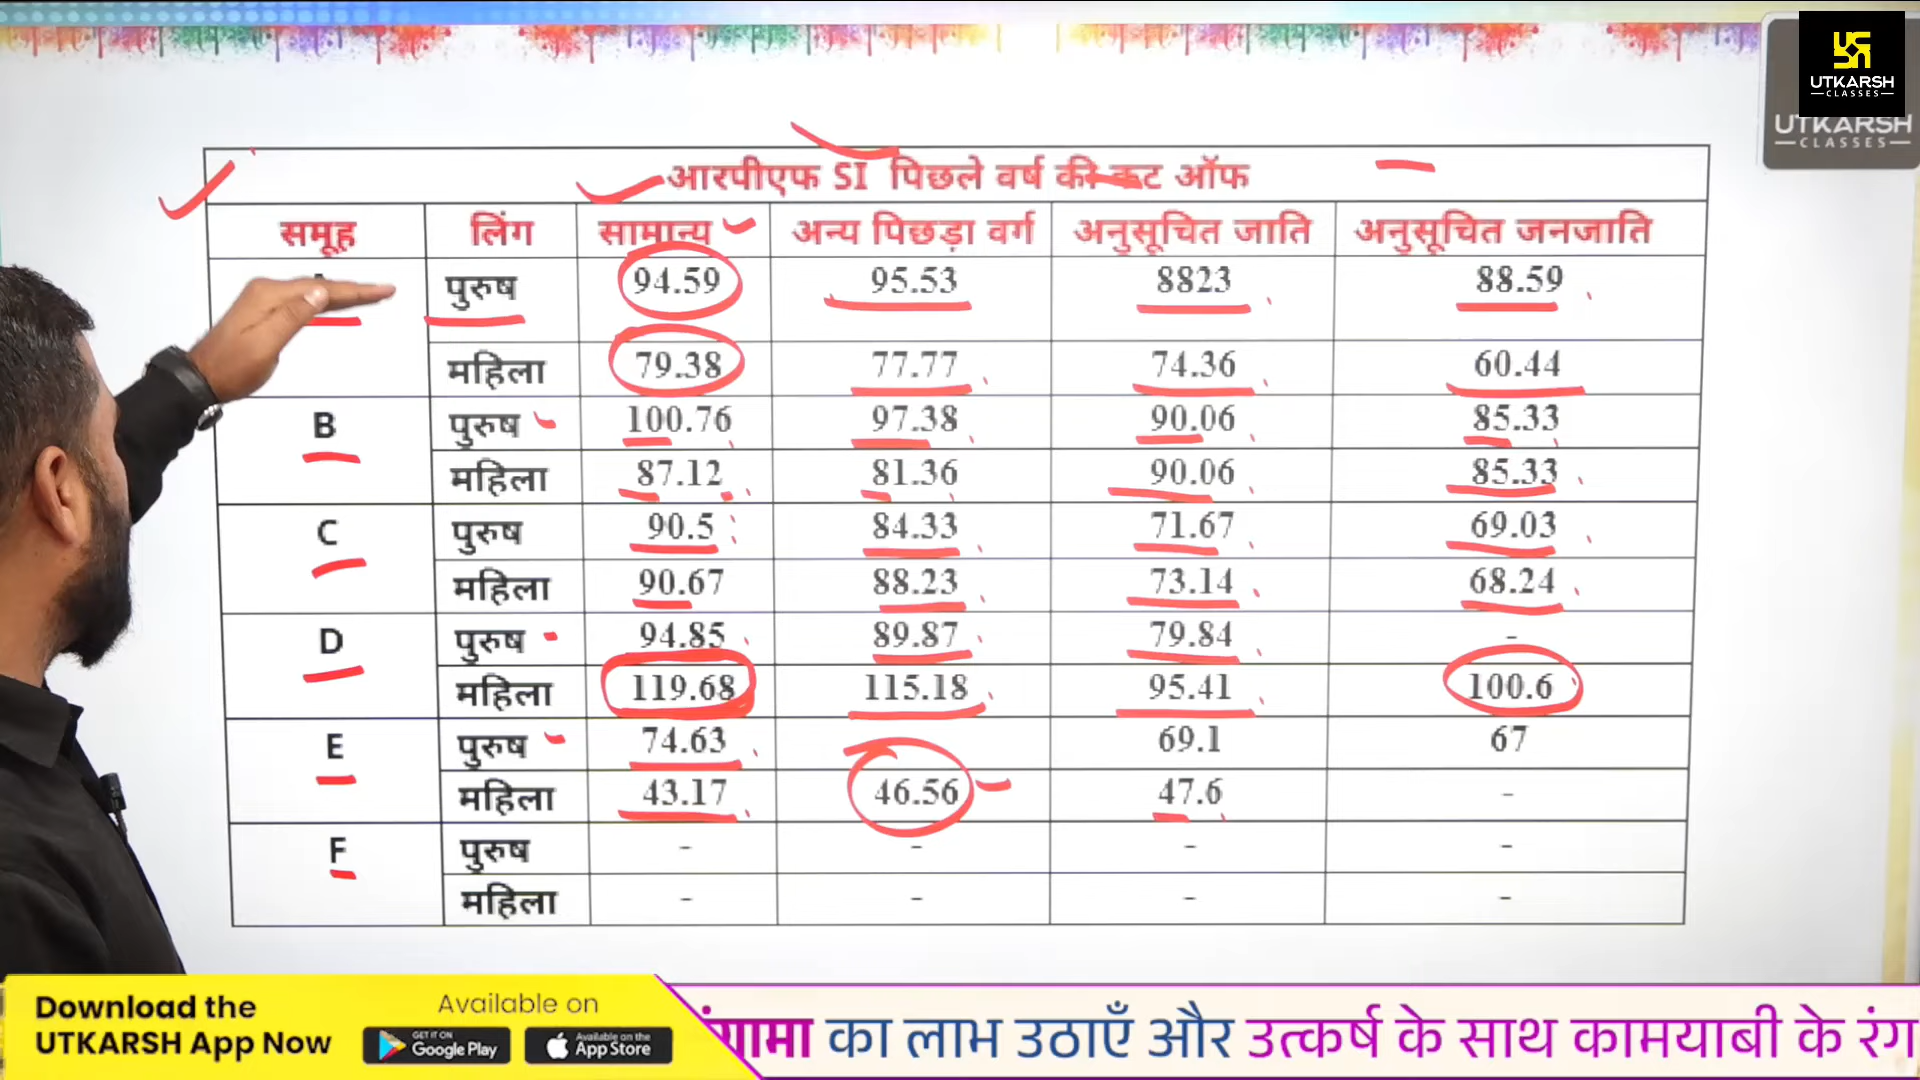 UTKARSH
CLASSES
UTKARSH
CLASSES
आरपीएफ SI पिछले वर्ष की कट ऑफ
समूह लिंग सामान्य अन्य पिछड़ा वर्ग अनुसूचित जाति अनुसूचित जनजाति
पुरुष 94.59 95.53 8823 88.59
महिला 79.38 77.77 74.36 60.44
B पुरुष 100.76 97.38 90.06 85.33
महिला 87.12 81.36 90.06 85.33
C पुरुष 90.5 84.33 71.67 69.03
महिला 90.67 88.23 73.14 68.24
D पुरुष 94.85 89.87 79.84 -
महिला 119.68 115.18 95.41 100.6
E पुरुष 74.63 69.1 67
महिला 43.17 46.56 47.6 -
F पुरुष - - - -
महिला - - - -
Download the
UTKARSH App Now
Available on
GET IT ON
Google Play
Available on the
App Store
का लाभ उठाएँ और उत्कर्ष के साथ कामयाबी के रंग